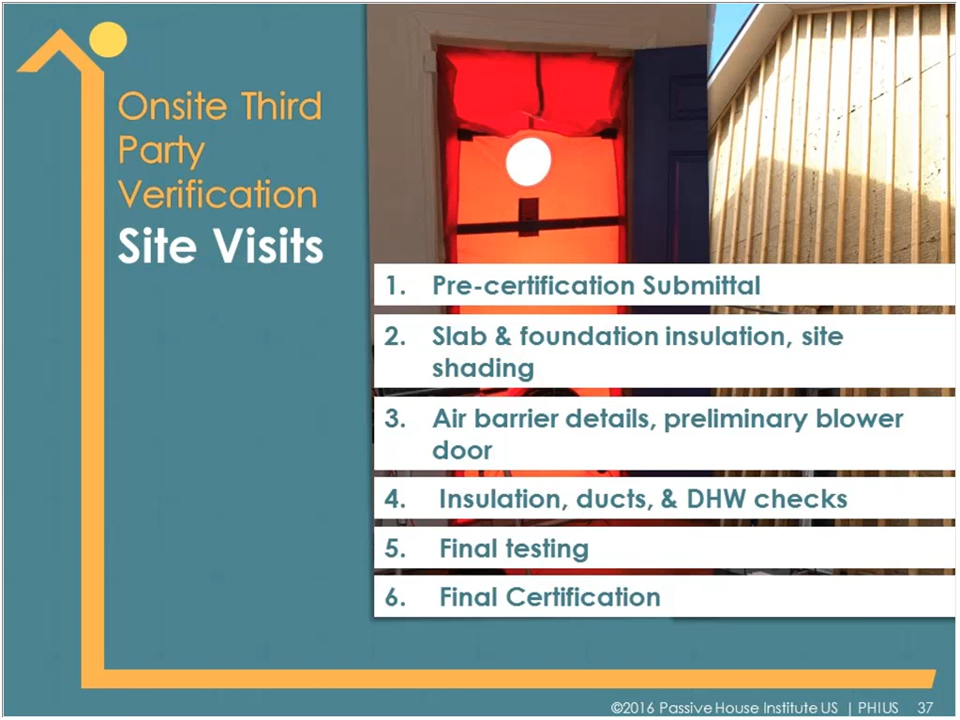 Onsite Third
Party
Verification
Site Visits
1. Pre-certification Submittal
2. Slab & foundation insulation, site
shading
3. Air barrier details, preliminary blower
door
4. Insulation, ducts, & DHW checks
5. Final testing
6. Final Certification
©2016 Passive House Institute US | PHIUS 37